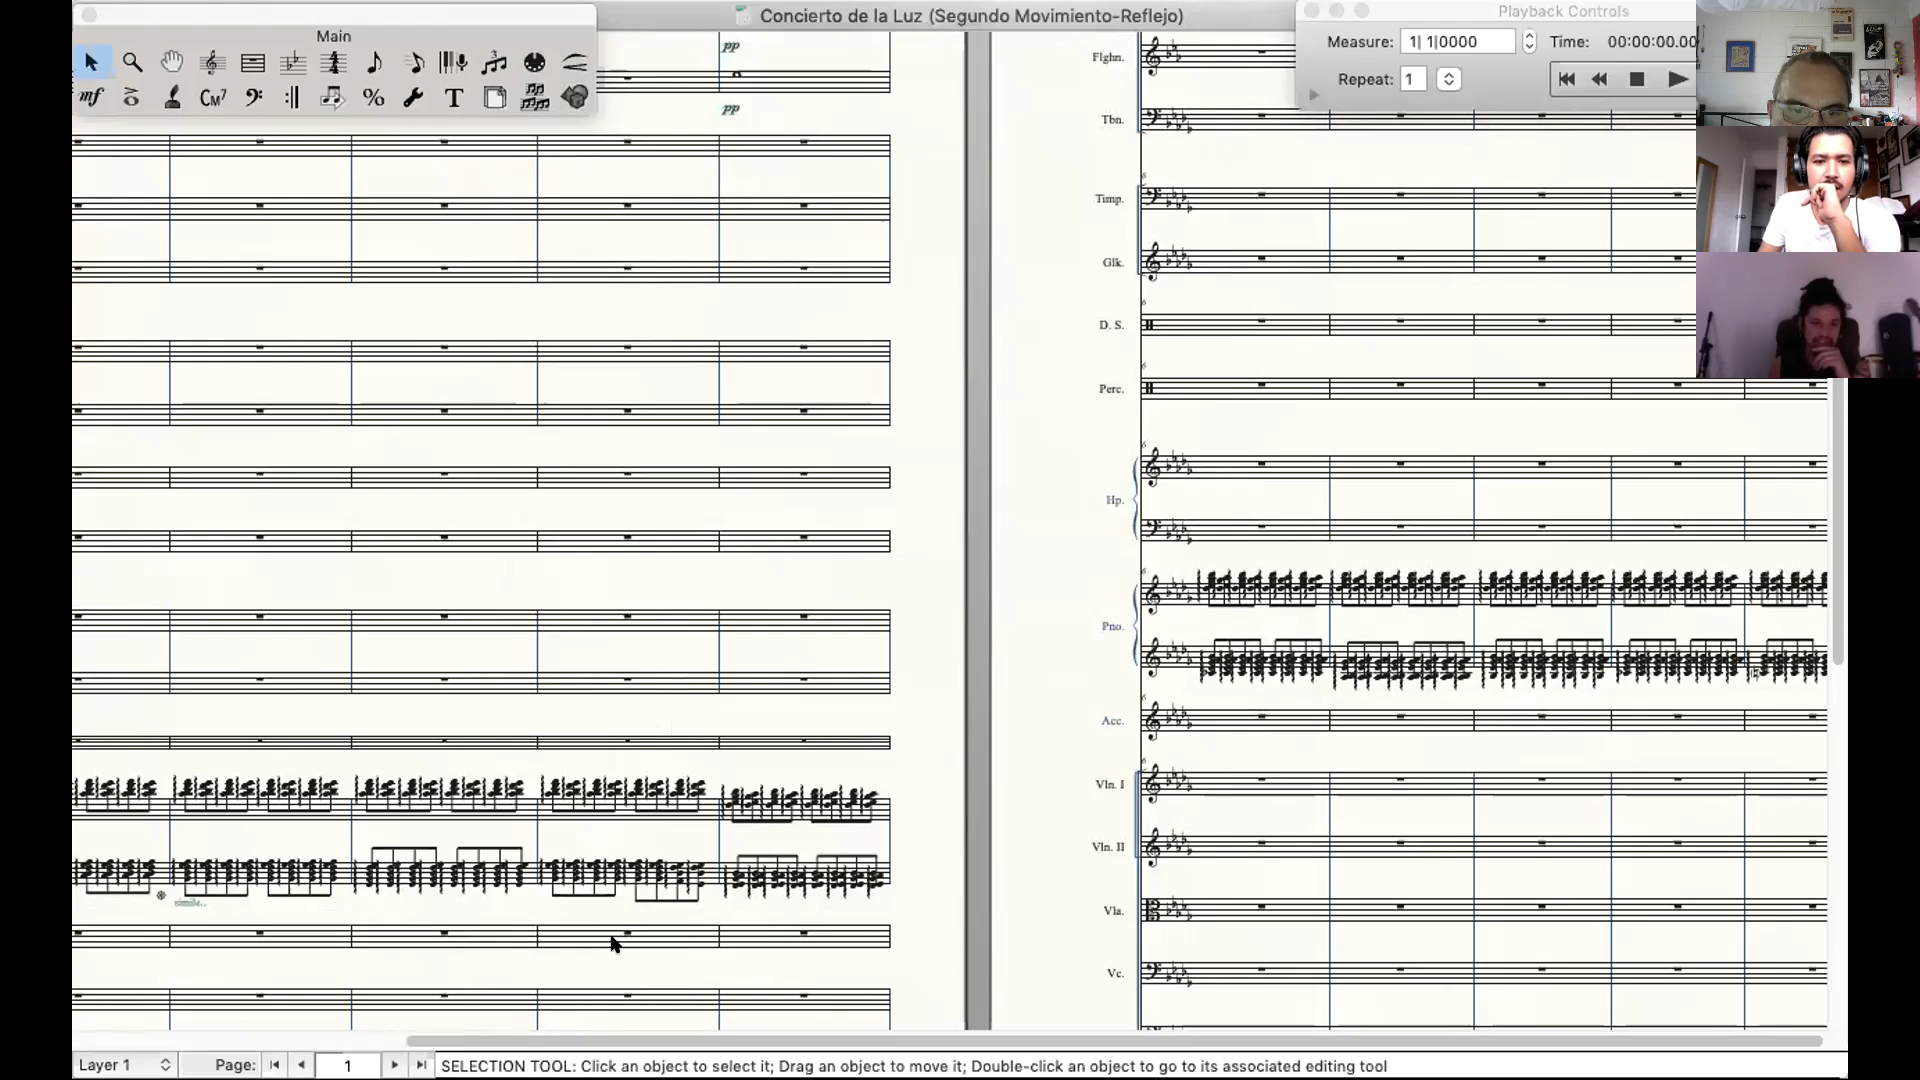 Concierto de la Luz (Segundo Movimiento-Reflejo)
Playback Controls
Main
Measure: 1| 1|0000 Time: 00:00:00.00
Repeat: 1
mf
CM7
%
T
pp
pp
simile...
Flghn.
Tbn.
Timp.
Glk.
D. S.
Perc.
Hp.
Pno.
Acc.
Vln. I
Vln. II
Vla.
Vc.
Layer 1 Page: 1 SELECTION TOOL: Click an object to select it; Drag an object to move it; Double-click an object to go to its associated editing tool